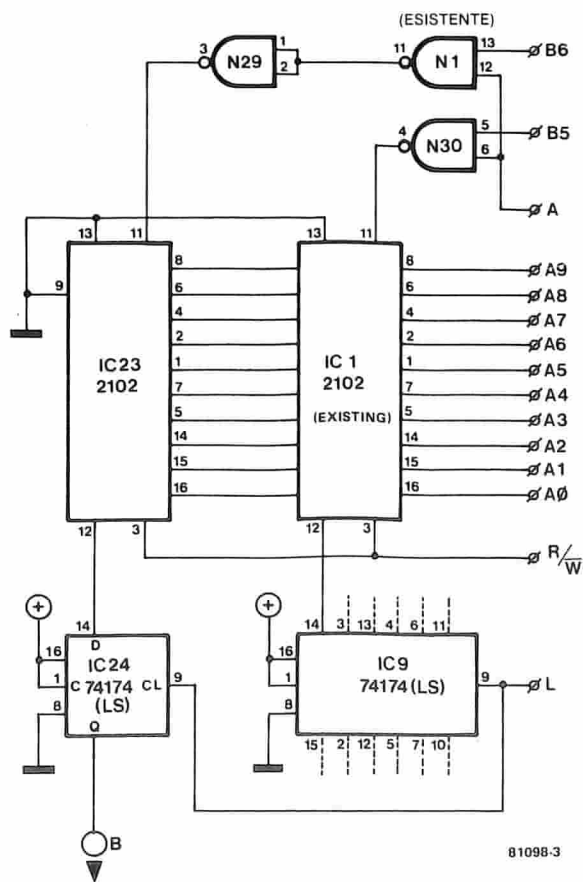 (ESISTENTE)
3 N29 1 2
11 N1 13 12 B6
4 N30 5 6 B5
A
13 11 13 11
9
8 8 A9
6 6 A8
4 4 A7
2 2 A6
IC23 2102
IC 1 2102 (EXISTING)
1 1 A5
7 7 A4
5 5 A3
14 14 A2
15 15 A1
16 16 AØ
12 3 12 3
R/W
+ +
14 14 3 13 4 6 11
16 D 16
IC24 IC9
1 C 74174 CL 9 1 74174 (LS) 9 L
8 (LS) 8
Q
15 2 12 5 7 10
B
81098-3